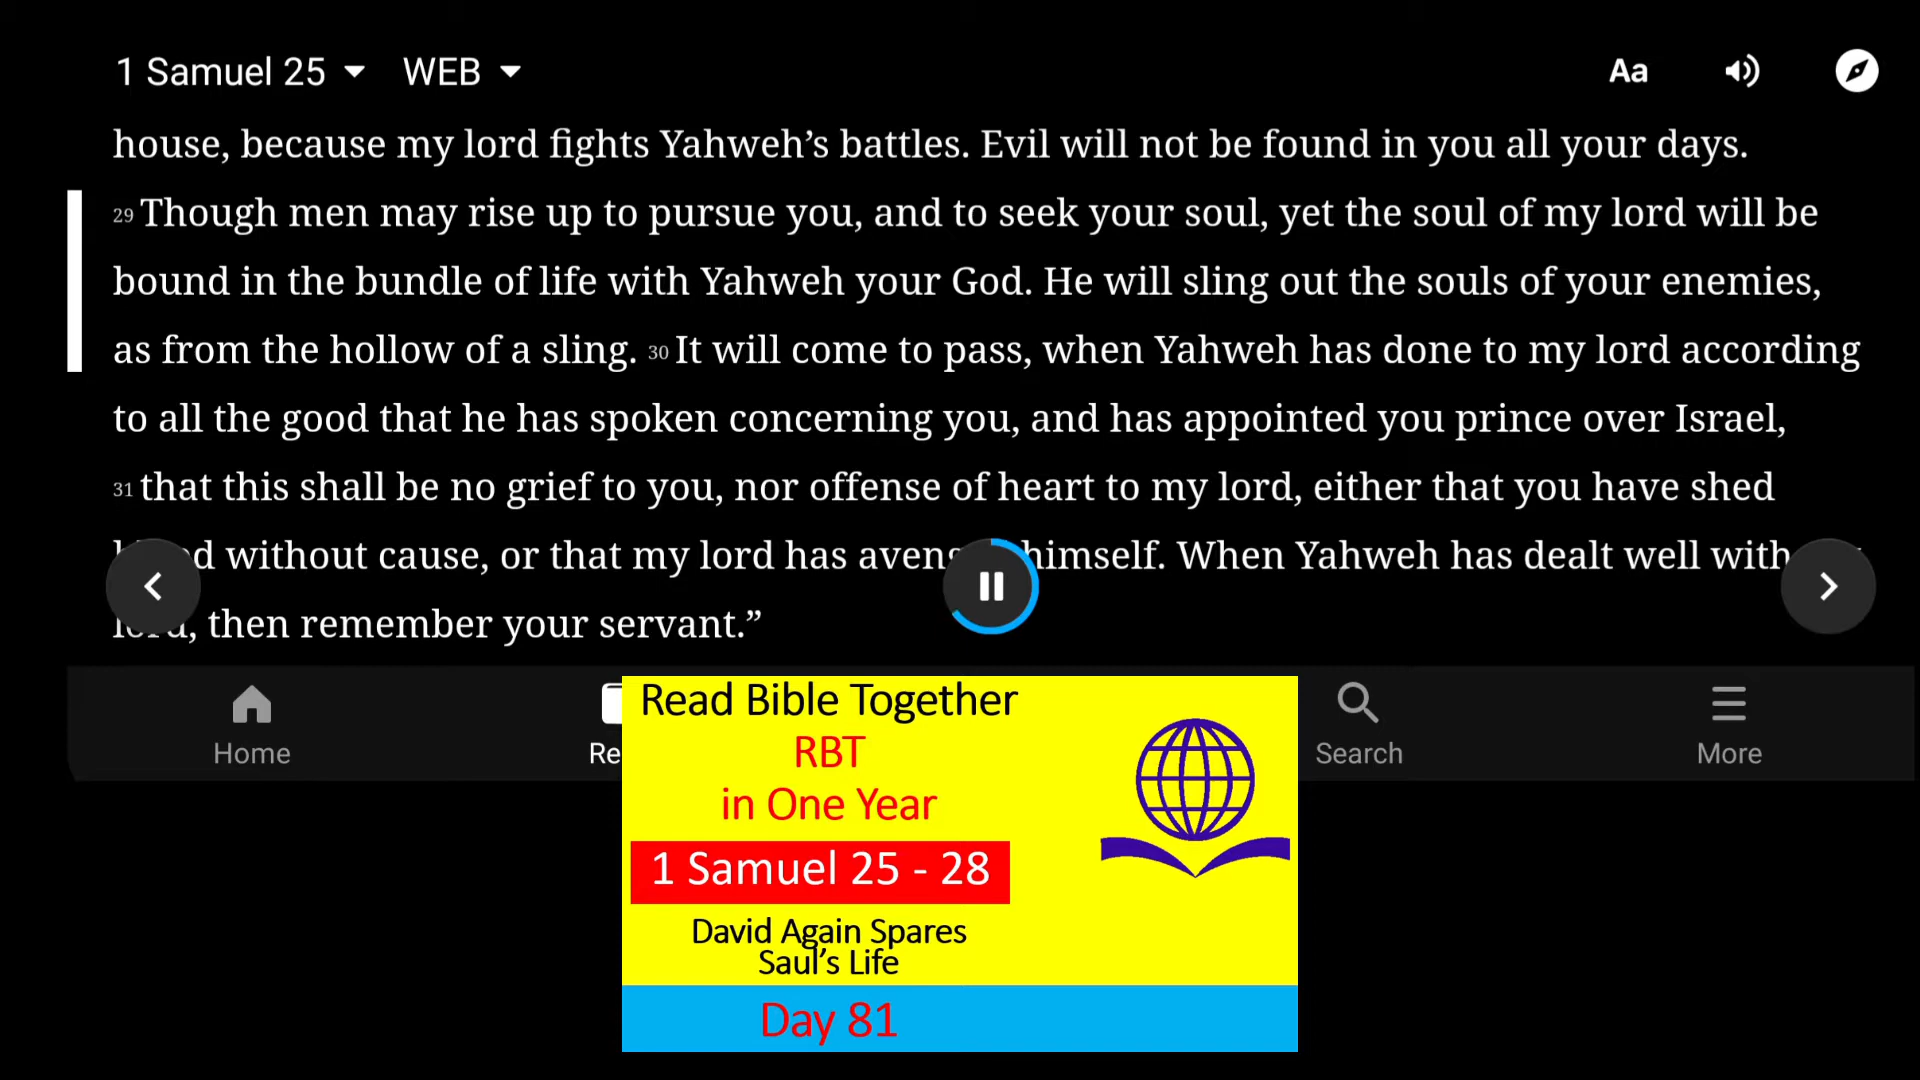 1 Samuel 25 WEB Aa
house, because my lord fights Yahweh’s battles. Evil will not be found in you all your days.
29 Though men may rise up to pursue you, and to seek your soul, yet the soul of my lord will be
bound in the bundle of life with Yahweh your God. He will sling out the souls of your enemies,
as from the hollow of a sling. 30 It will come to pass, when Yahweh has done to my lord according
to all the good that he has spoken concerning you, and has appointed you prince over Israel,
31 that this shall be no grief to you, nor offense of heart to my lord, either that you have shed
without cause, or that my lord has himself. When Yahweh has dealt well with
lord, then remember your servant.”
Home Search More
Read Bible Together
RBT
in One Year
1 Samuel 25 - 28
David Again Spares
Saul’s Life
Day 81